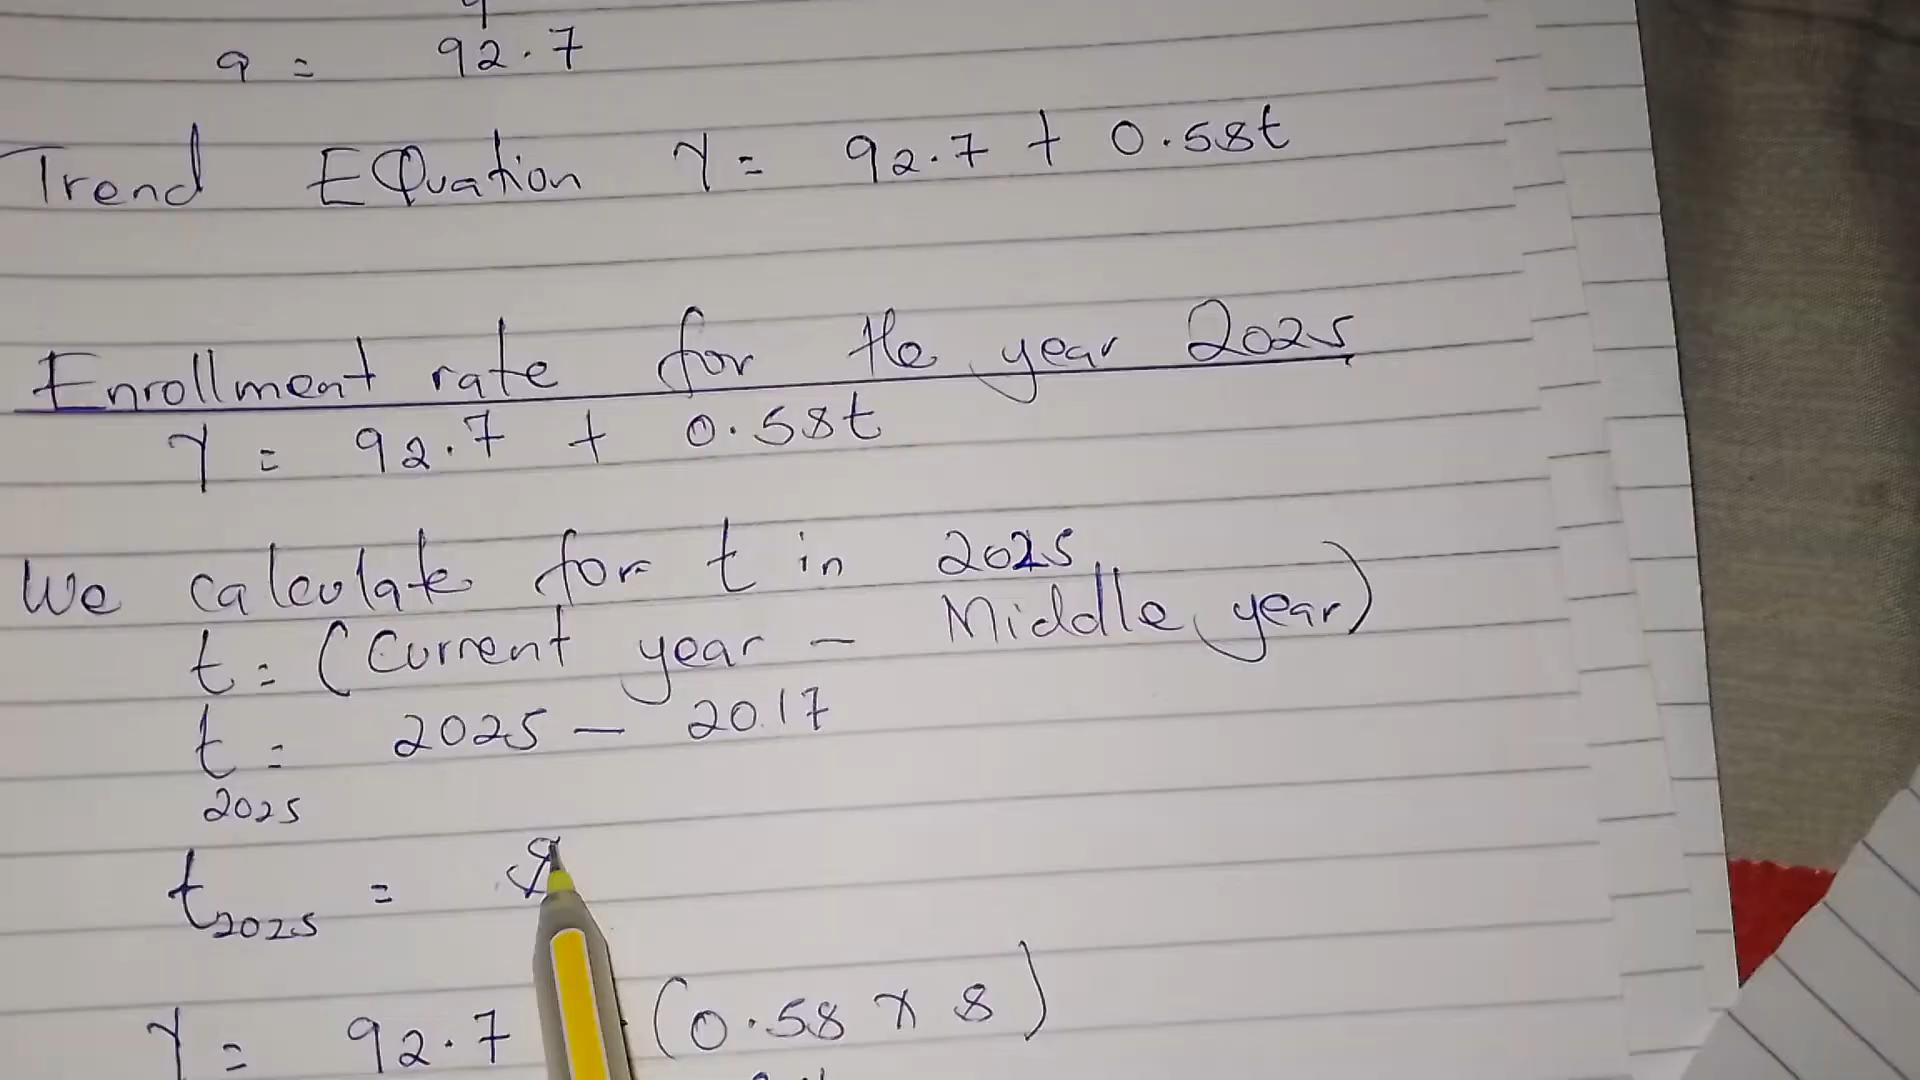 a = 92.7
Trend EQuation Y = 92.7 + 0.58t
Enrollment rate for the year 2025
Y = 92.7 + 0.58t
We calculate for t in 2025
t = (Current year - Middle year)
t = 2025 - 2017
2025
t2025 = 8
Y = 92.7 (0.58 x 8)